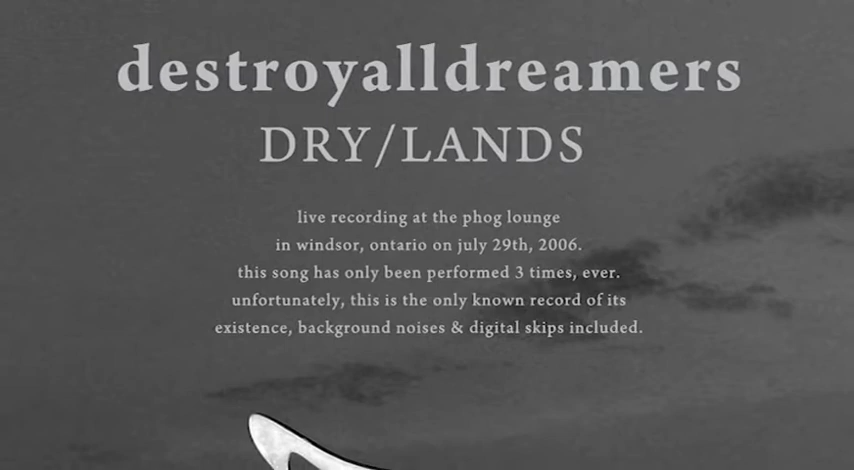 destroyalldreamers
DRY/LANDS
live recording at the phog lounge
in windsor, ontario on july 29th, 2006.
this song has only been performed 3 times, ever.
unfortunately, this is the only known record of its
existence, background noises & digital skips included.